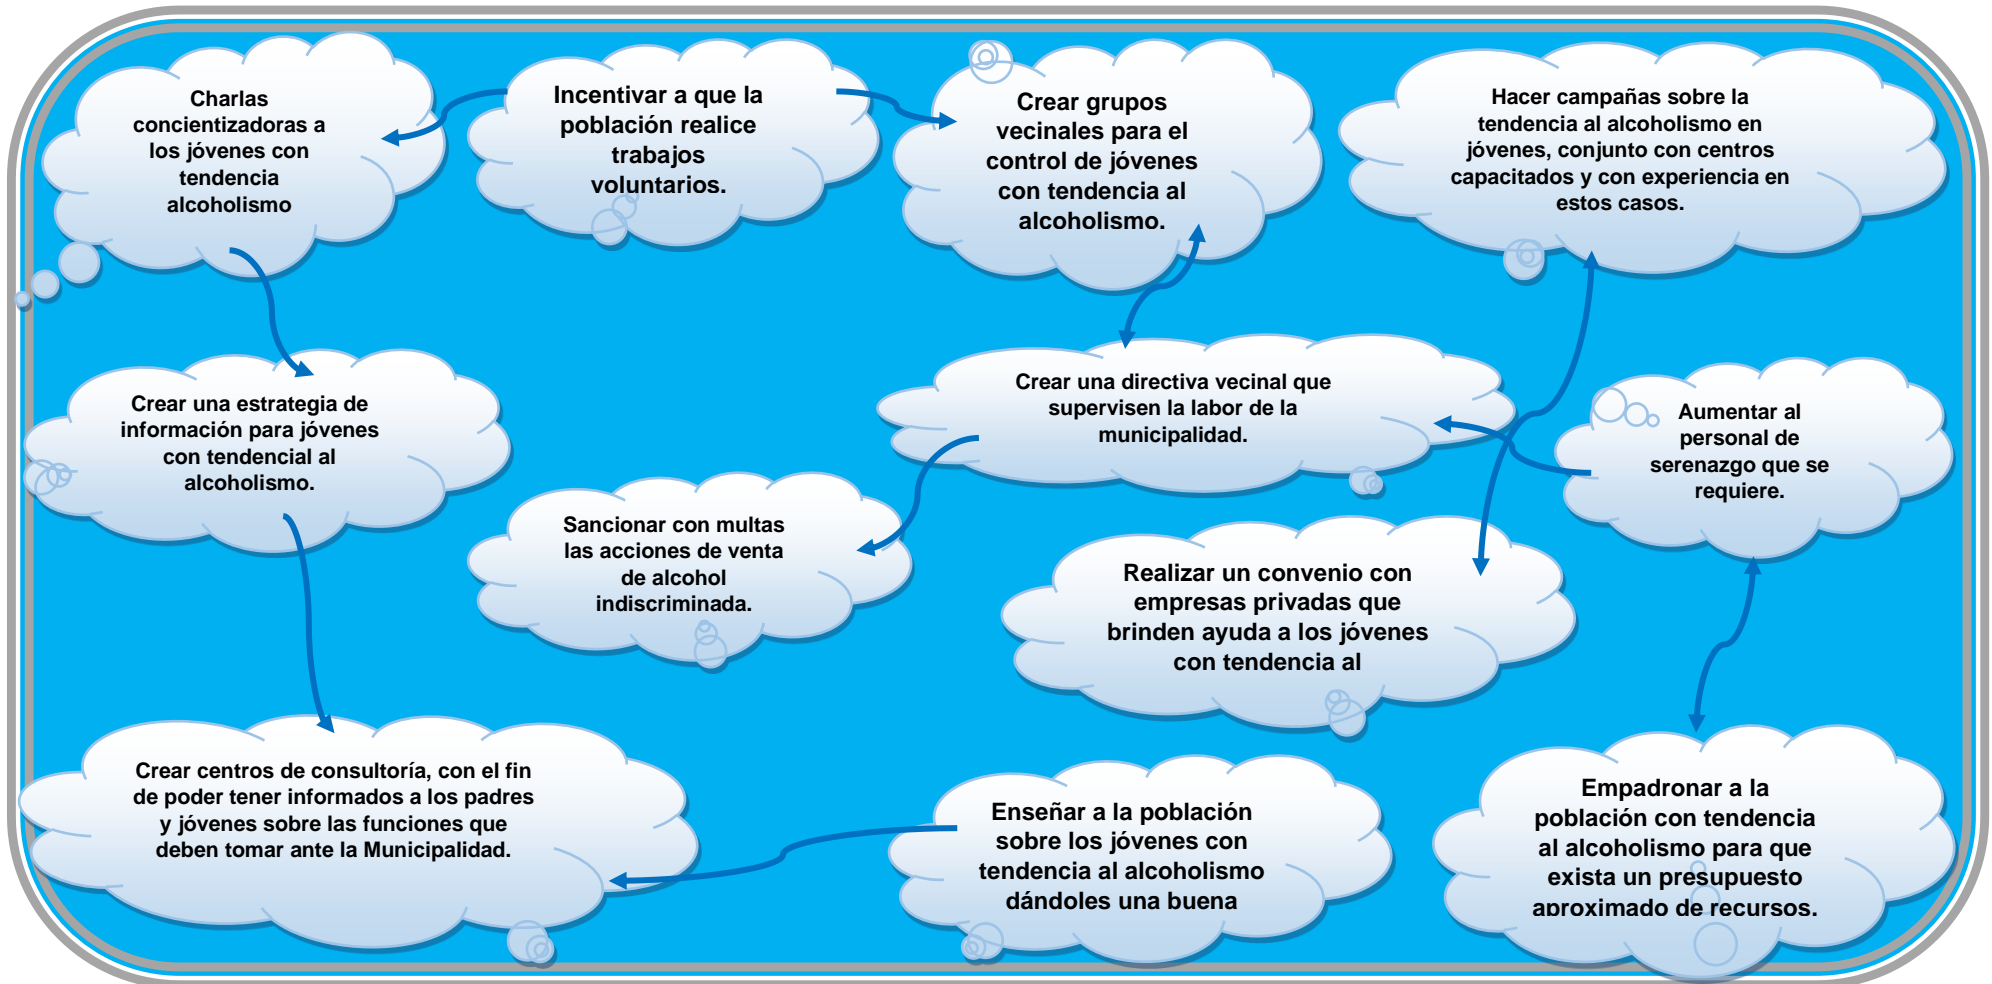 Charlas
concientizadoras a
los jóvenes con
tendencia
alcoholismo
Incentivar a que la
población realice
trabajos
voluntarios.
Crear grupos
vecinales para el
control de jóvenes
con tendencia al
alcoholismo.
Hacer campañas sobre la
tendencia al alcoholismo en
jóvenes, conjunto con centros
capacitados y con experiencia en
estos casos.
Crear una estrategia de
información para jóvenes
con tendencial al
alcoholismo.
Crear una directiva vecinal que
supervisen la labor de la
municipalidad.
Aumentar al
personal de
serenazgo que se
requiere.
Sancionar con multas
las acciones de venta
de alcohol
indiscriminada.
Realizar un convenio con
empresas privadas que
brinden ayuda a los jóvenes
con tendencia al
Crear centros de consultoría, con el fin
de poder tener informados a los padres
y jóvenes sobre las funciones que
deben tomar ante la Municipalidad.
Enseñar a la población
sobre los jóvenes con
tendencia al alcoholismo
dándoles una buena
Empadronar a la
población con tendencia
al alcoholismo para que
exista un presupuesto
aproximado de recursos.